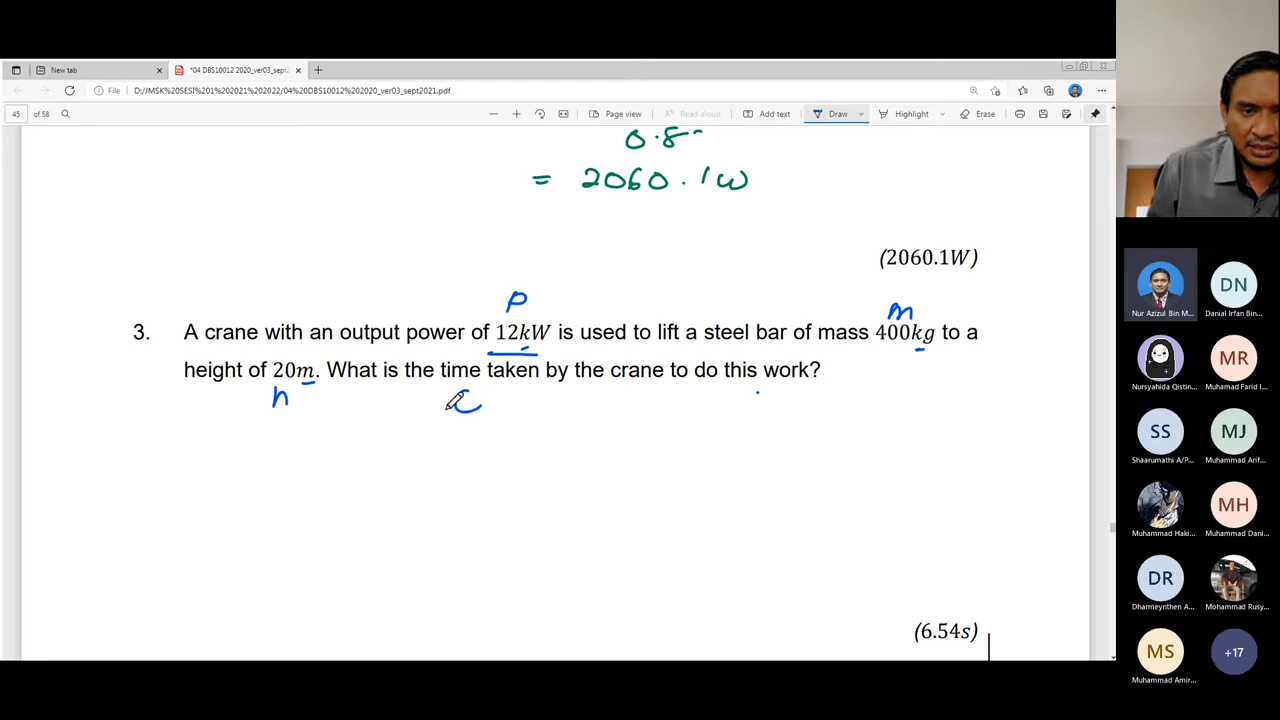 New tab
*04 DBS10012 2020_ver03_sept2...
File D:/JMSK%20SESI%201%202021%202022/04%20DBS10012%202020_ver03_sept2021.pdf
45 of 58
Page view
Read aloud
Add text
Draw
Highlight
Erase
0.8
= 2060.1W
(2060.1W)
P
m
3. A crane with an output power of 12kW is used to lift a steel bar of mass 400kg to a
height of 20m. What is the time taken by the crane to do this work?
h
(6.54s)
Nur Azizul Bin M...
DN
Danial Irfan Bin...
Nursyahida Qistin...
MR
Muhamad Farid I...
SS
Shaarumathi A/P...
MJ
Muhammad Arif...
Muhammad Haki...
MH
Muhammad Dani...
DR
Dharmeynthen A...
Mohammad Rusy...
MS
Muhammad Amir...
+17